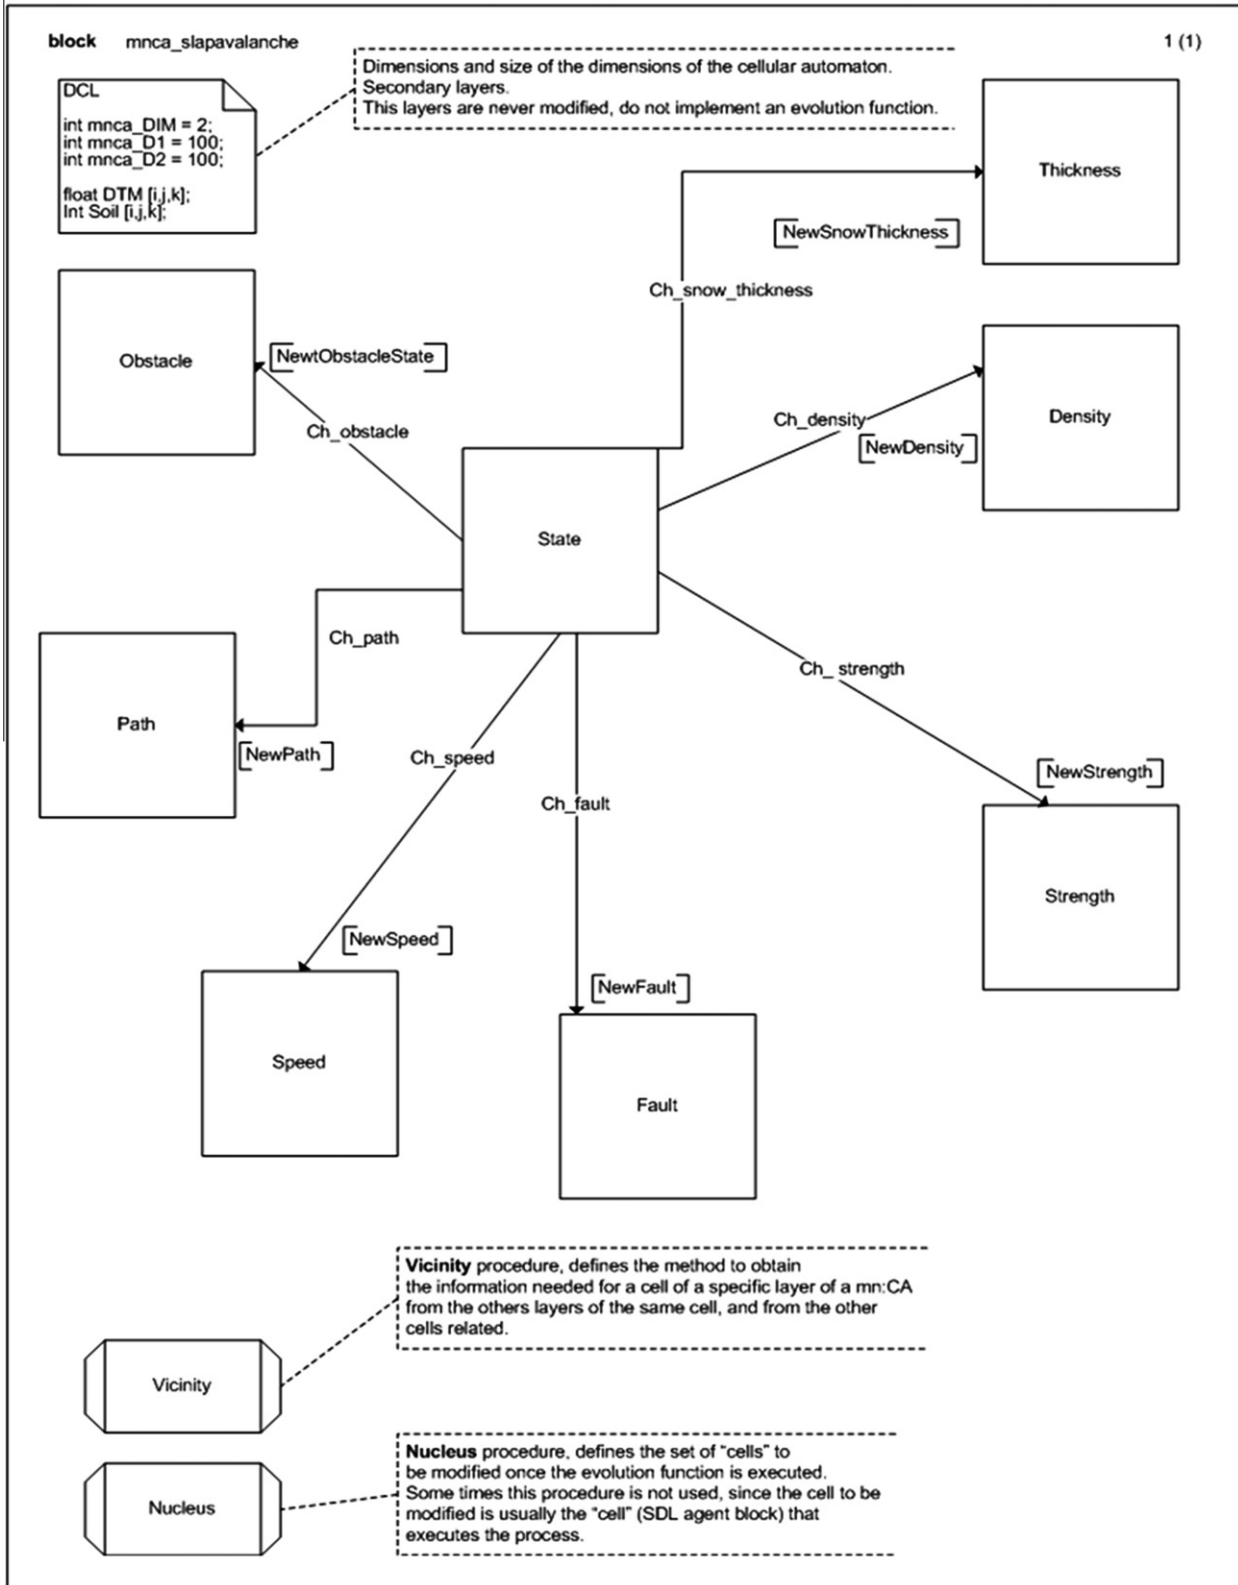 block mnca_slapavalanche
1 (1)
DCL
int mnca_DIM = 2;
int mnca_D1 = 100;
int mnca_D2 = 100;
float DTM [i,j,k];
Int Soil [i,j,k];
Dimensions and size of the dimensions of the cellular automaton.
Secondary layers.
This layers are never modified, do not implement an evolution function.
Thickness
[NewSnowThickness]
Ch_snow_thickness
Obstacle
[NewtObstacleState]
Ch_obstacle
Ch_density
[NewDensity]
Density
State
Ch_path
Path
[NewPath]
Ch_strength
[NewStrength]
Strength
Ch_speed
Ch_fault
[NewSpeed]
Speed
[NewFault]
Fault
Vicinity procedure, defines the method to obtain
the information needed for a cell of a specific layer of a mn:CA
from the others layers of the same cell, and from the other
cells related.
Vicinity
Nucleus procedure, defines the set of “cells” to
be modified once the evolution function is executed.
Some times this procedure is not used, since the cell to be
modified is usually the “cell” (SDL agent block) that
executes the process.
Nucleus